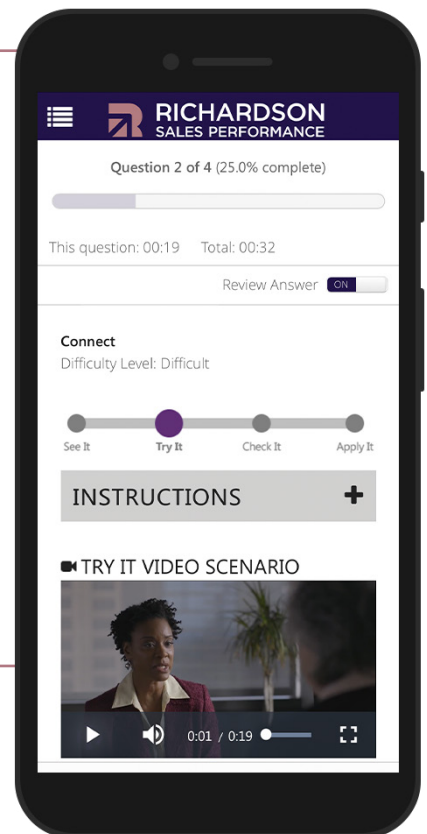 RICHARDSON
SALES PERFORMANCE
Question 2 of 4 (25.0% complete)
This question: 00:19 Total: 00:32
Review Answer ON
Connect
Difficulty Level: Difficult
See It Try It Check It Apply It
INSTRUCTIONS +
TRY IT VIDEO SCENARIO
0:01 / 0:19